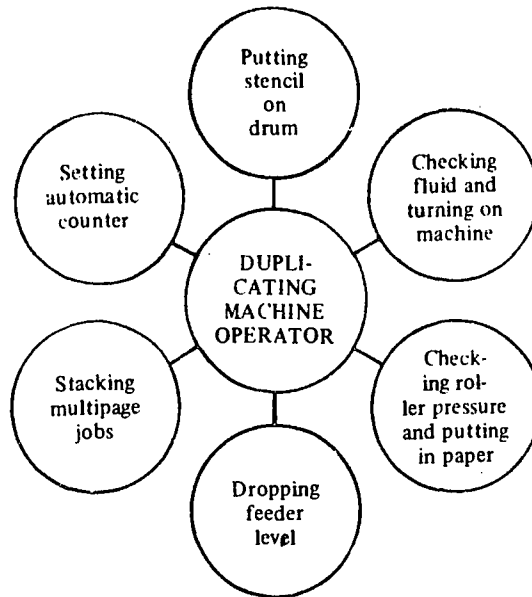 Putting
stencil
on
drum
Setting
automatic
counter
Checking
fluid and
turning on
machine
DUPLI-
CATING
MACHINE
OPERATOR
Stacking
multipage
jobs
Check-
ing rol-
ler pressure
and putting
in paper
Dropping
feeder
level